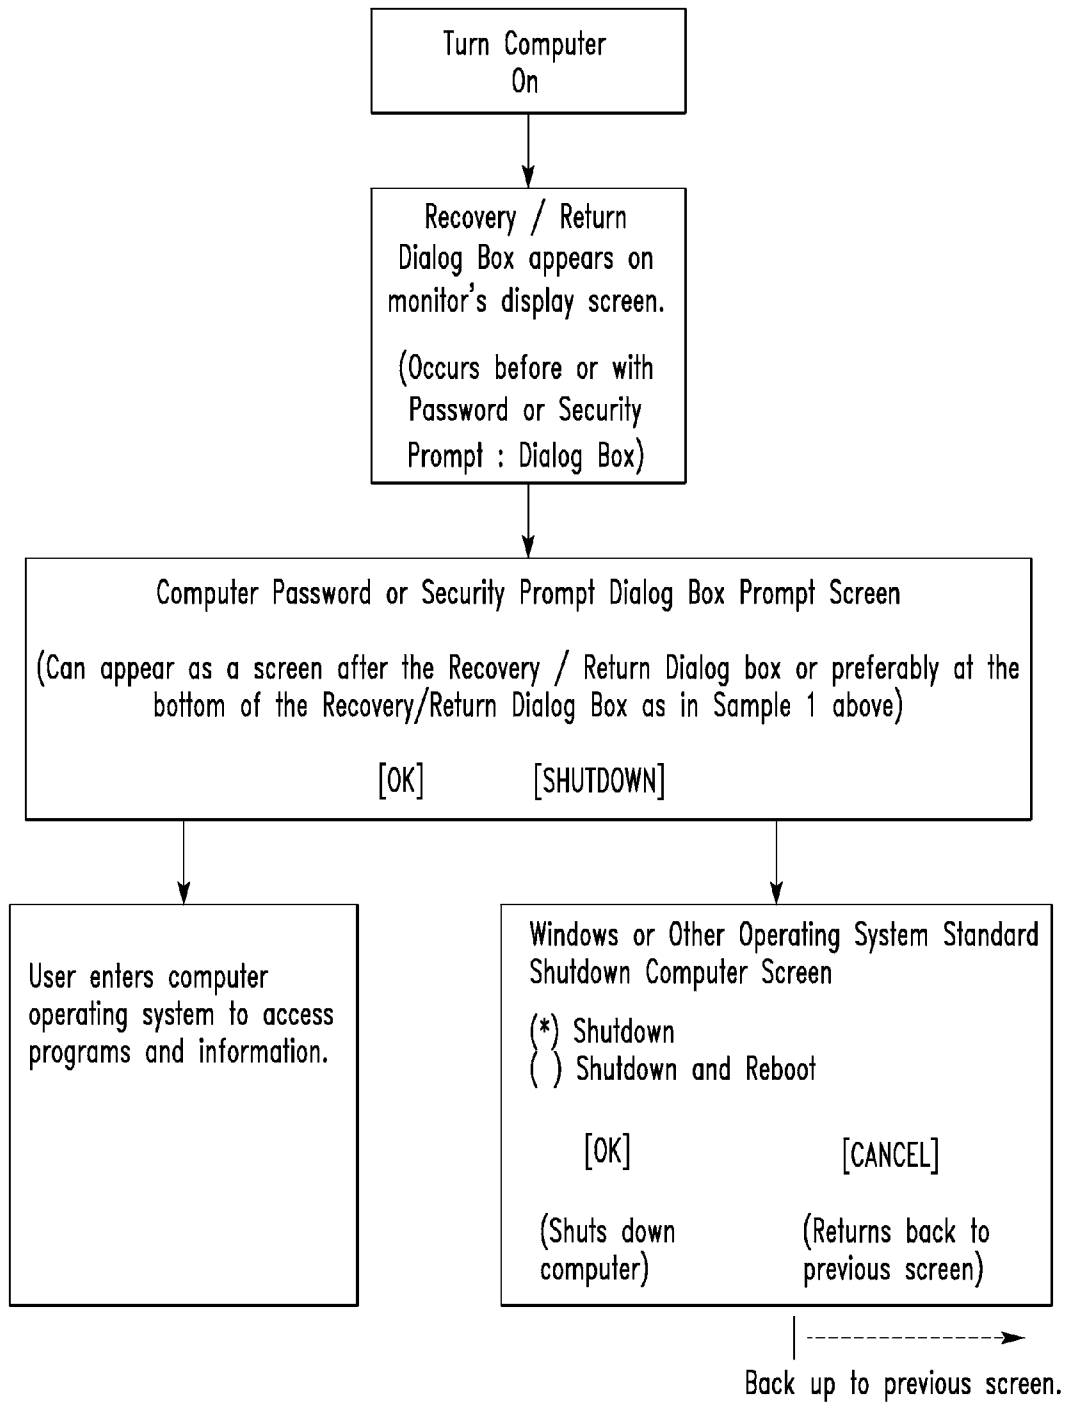 Turn Computer
On
Recovery / Return
Dialog Box appears on
monitor's display screen.
(Occurs before or with
Password or Security
Prompt : Dialog Box)
Computer Password or Security Prompt Dialog Box Prompt Screen
(Can appear as a screen after the Recovery / Return Dialog box or preferably at the
bottom of the Recovery/Return Dialog Box as in Sample 1 above)
[OK] [SHUTDOWN]
User enters computer
operating system to access
programs and information.
Windows or Other Operating System Standard
Shutdown Computer Screen
(*) Shutdown
( ) Shutdown and Reboot
[OK] [CANCEL]
(Shuts down
computer)
(Returns back to
previous screen)
Back up to previous screen.